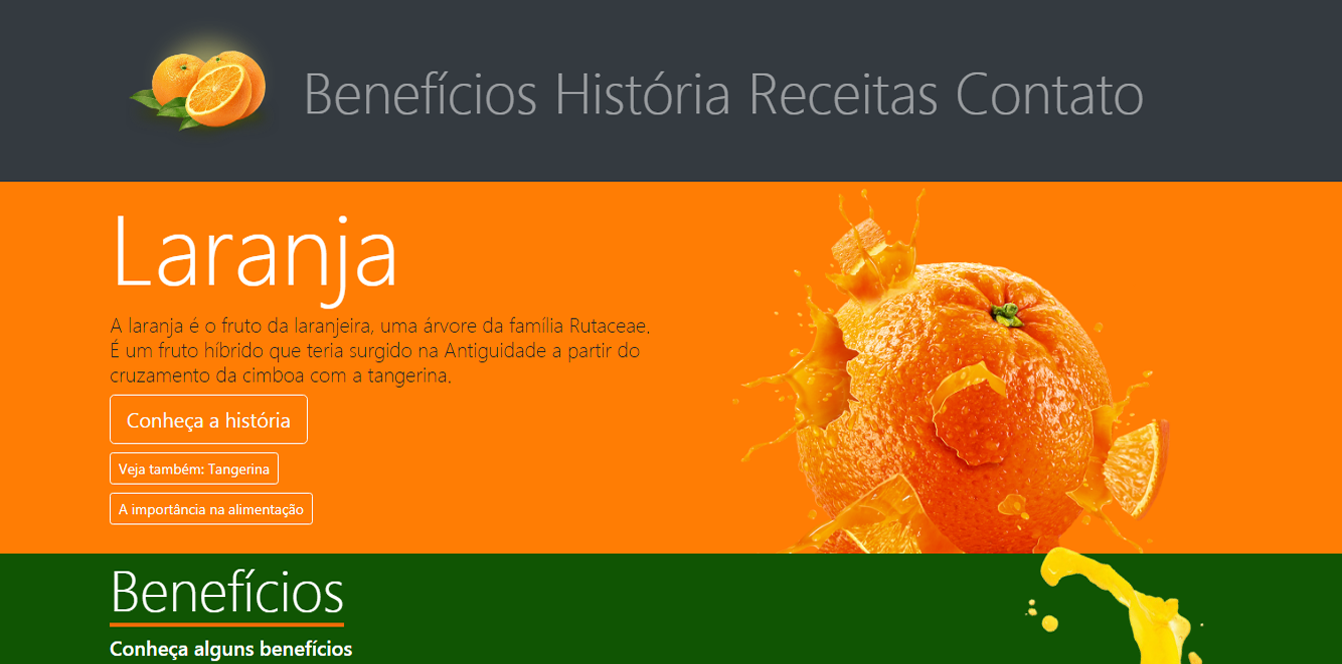 Benefícios História Receitas Contato
Laranja
A laranja é o fruto da laranjeira, uma árvore da família Rutaceae.
É um fruto híbrido que teria surgido na Antiguidade a partir do
cruzamento da cimboa com a tangerina.
Conheça a história
Veja também: Tangerina
A importância na alimentação
Benefícios
Conheça alguns benefícios